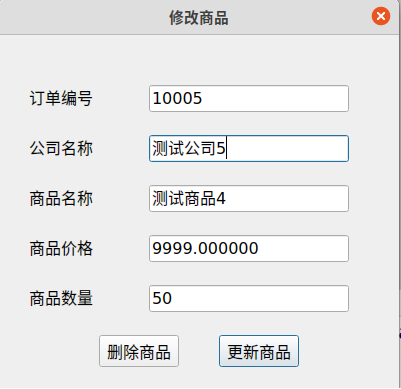 修改商品
订单编号 10005
公司名称 测试公司5
商品名称 测试商品4
商品价格 9999.000000
商品数量 50
删除商品 更新商品